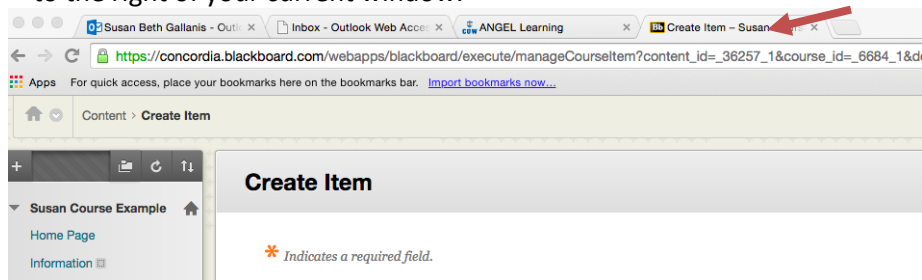 to the right of your current window.
Susan Beth Gallanis - Outl
Inbox - Outlook Web Acce
ANGEL Learning
Bb Create Item – Susan
https://concordia.blackboard.com/webapps/blackboard/execute/manageCourseItem?content_id=_36257_1&course_id=_6684_1&d
Apps For quick access, place your bookmarks here on the bookmarks bar. Import bookmarks now...
Content > Create Item
Create Item
Susan Course Example
Home Page
Information
* Indicates a required field.